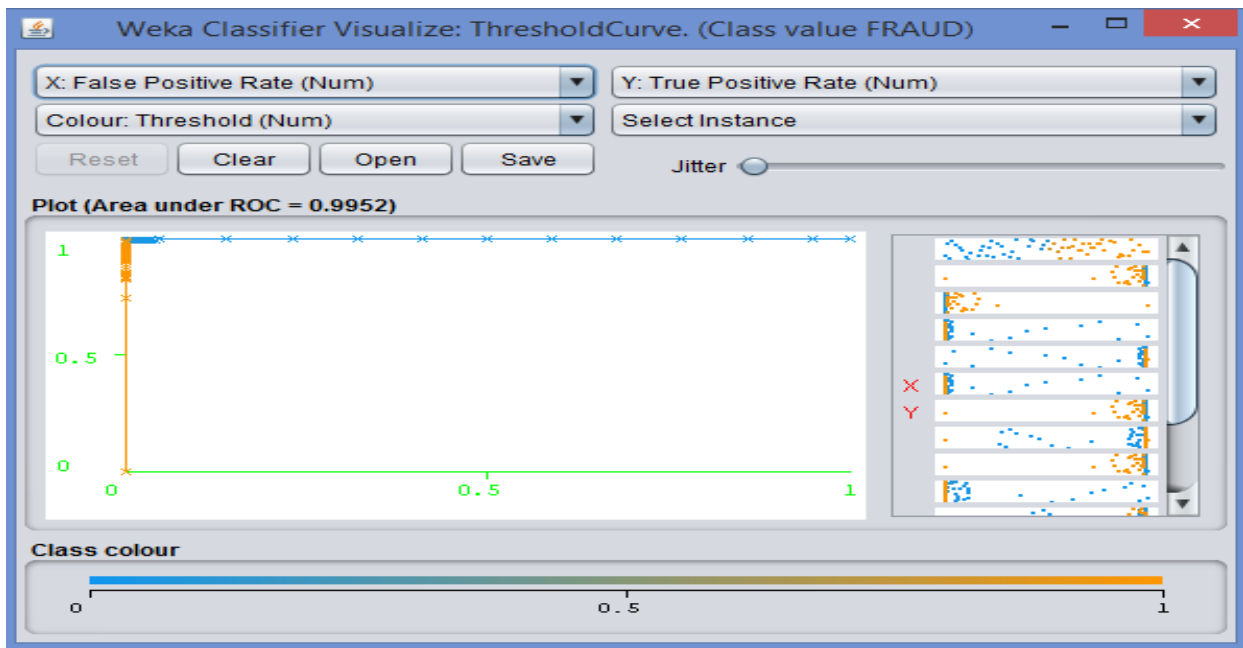 Weka Classifier Visualize: ThresholdCurve. (Class value FRAUD)
X: False Positive Rate (Num)
Y: True Positive Rate (Num)
Colour: Threshold (Num)
Select Instance
Reset
Clear
Open
Save
Jitter
Plot (Area under ROC = 0.9952)
1
0.5
0
0
0.5
1
X
Y
Class colour
0
0.5
1